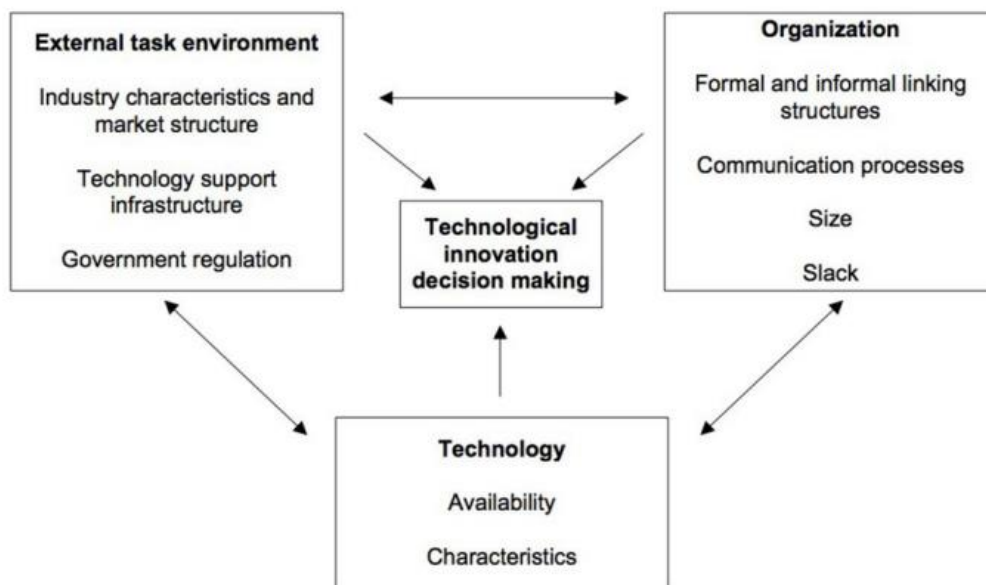 External task environment
Industry characteristics and
market structure
Technology support
infrastructure
Government regulation
Organization
Formal and informal linking
structures
Communication processes
Size
Slack
Technological
innovation
decision making
Technology
Availability
Characteristics